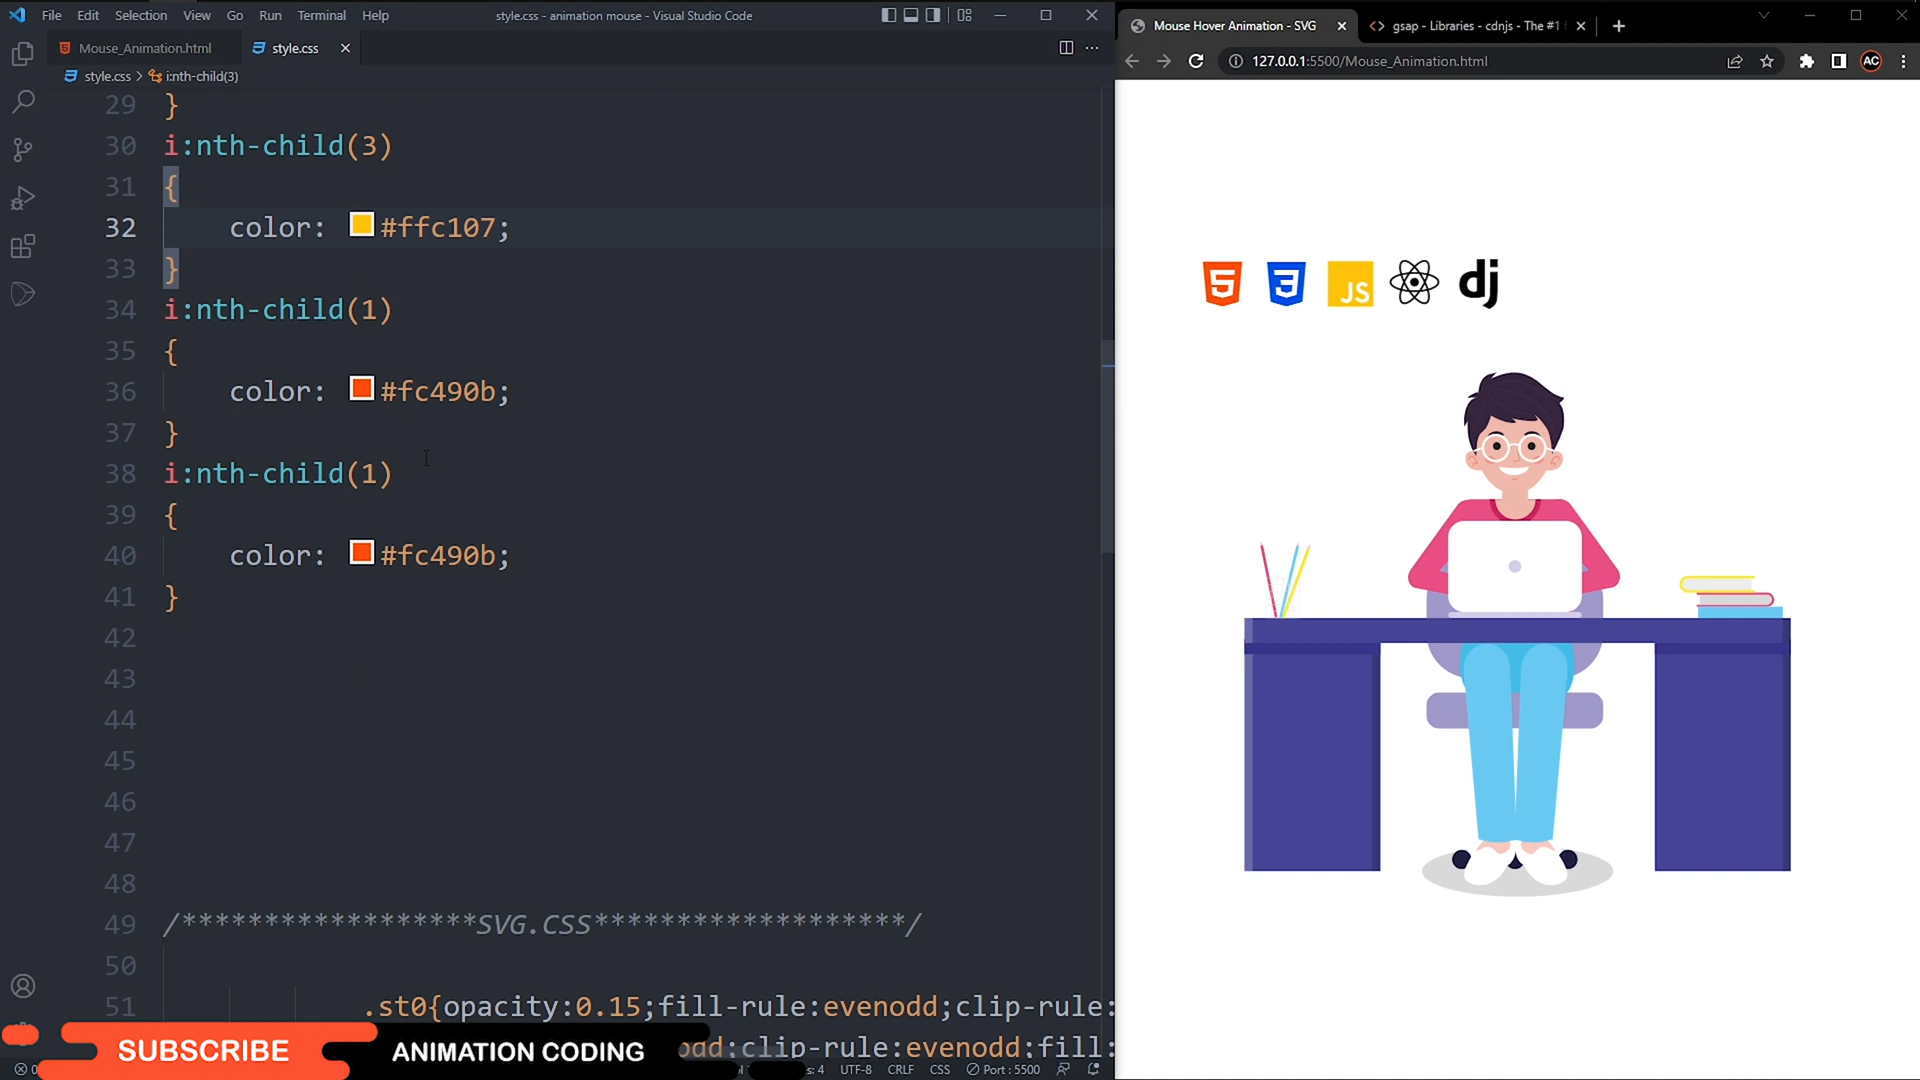 File Edit Selection View Go Run Terminal Help
style.css - animation mouse - Visual Studio Code
Mouse_Animation.html
style.css
style.css > i:nth-child(3)
29 }
30 i:nth-child(3)
31 {
32 color: #ffc107;
33 }
34 i:nth-child(1)
35 {
36 color: #fc490b;
37 }
38 i:nth-child(1)
39 {
40 color: #fc490b;
41 }
42
43
44
45
46
47
48
49 /******************SVG.CSS*******************/
50
51 .st0{opacity:0.15;fill-rule:evenodd;clip-rule:
clip-rule:evenodd;fill:
SUBSCRIBE
ANIMATION CODING
UTF-8 CRLF CSS Port : 5500
Mouse Hover Animation - SVG
gsap - Libraries - cdnjs - The #1
127.0.0.1:5500/Mouse_Animation.html
AC
5 3 JS dj